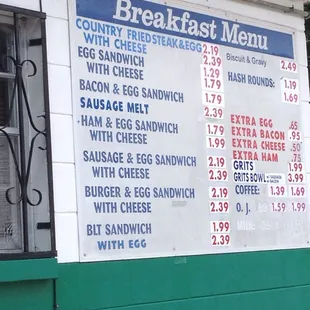 Breakfast Menu
COUNTRY FRIED STEAK & EGG 2.19
WITH CHEESE 2.39
EGG SANDWICH 1.29
WITH CHEESE 1.79
BACON & EGG SANDWICH 1.79
SAUSAGE MELT
HAM & EGG SANDWICH 1.79
WITH CHEESE 1.99
SAUSAGE & EGG SANDWICH 2.19
WITH CHEESE 2.39
BURGER & EGG SANDWICH 2.19
WITH CHEESE 2.39
BLT SANDWICH 1.99
WITH EGG 2.39
Biscuit & Gravy 2.49
HASH ROUNDS: 1.19
1.69
EXTRA EGG .65
EXTRA BACON .95
EXTRA CHEESE .50
EXTRA HAM .75
GRITS 1.99
GRITS BOWL 3.99
COFFEE: 1.39 1.69
O. J. 1.59 1.99